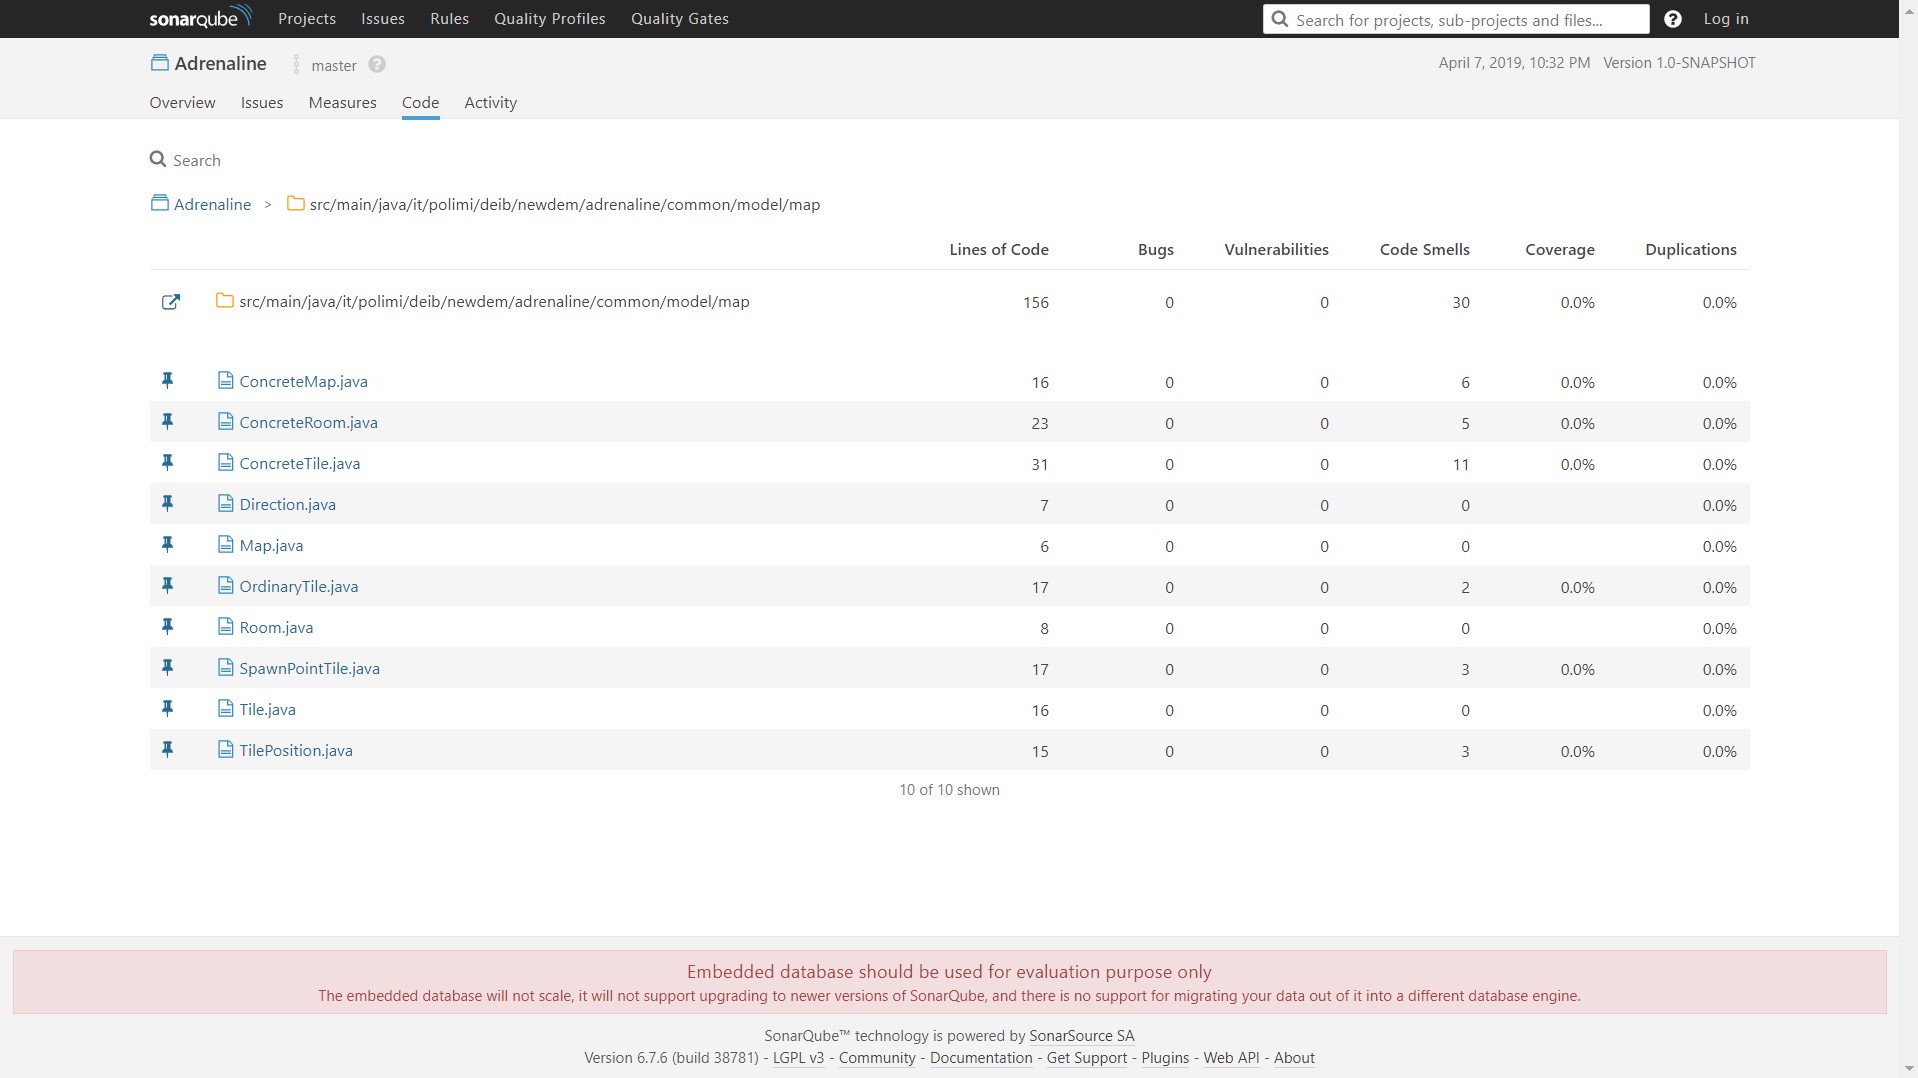 sonarqube Projects Issues Rules Quality Profiles Quality Gates Search for projects, sub-projects and files... ? Log in
Adrenaline master ? April 7, 2019, 10:32 PM Version 1.0-SNAPSHOT
Overview Issues Measures Code Activity
Search
Adrenaline > src/main/java/it/polimi/deib/newdem/adrenaline/common/model/map
Lines of Code Bugs Vulnerabilities Code Smells Coverage Duplications
src/main/java/it/polimi/deib/newdem/adrenaline/common/model/map 156 0 0 30 0.0% 0.0%
ConcreteMap.java 16 0 0 6 0.0% 0.0%
ConcreteRoom.java 23 0 0 5 0.0% 0.0%
ConcreteTile.java 31 0 0 11 0.0% 0.0%
Direction.java 7 0 0 0 0.0%
Map.java 6 0 0 0 0.0%
OrdinaryTile.java 17 0 0 2 0.0% 0.0%
Room.java 8 0 0 0 0.0%
SpawnPointTile.java 17 0 0 3 0.0% 0.0%
Tile.java 16 0 0 0 0.0%
TilePosition.java 15 0 0 3 0.0% 0.0%
10 of 10 shown
Embedded database should be used for evaluation purpose only
The embedded database will not scale, it will not support upgrading to newer versions of SonarQube, and there is no support for migrating your data out of it into a different database engine.
SonarQube™ technology is powered by SonarSource SA
Version 6.7.6 (build 38781) - LGPL v3 - Community - Documentation - Get Support - Plugins - Web API - About